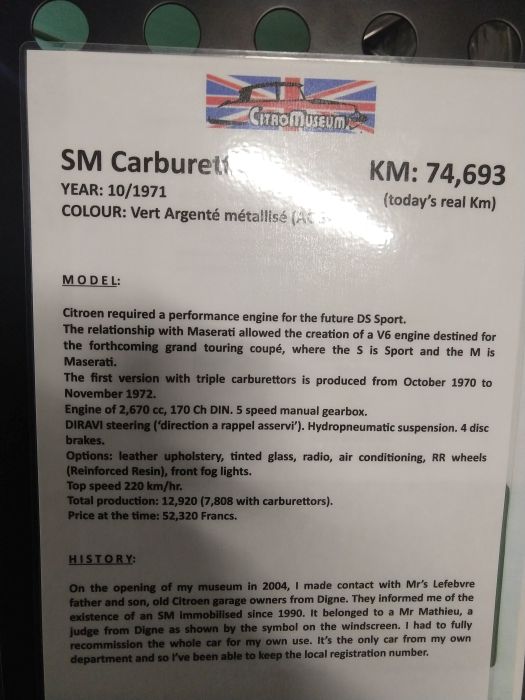 CITROMUSEUM
SM
KM: 74,693
YEAR: 10/1971
(today's real Km)
COLOUR: Vert Argenté métallisé
MODEL:
Citroen required a performance engine for the future DS Sport.
The relationship with Maserati allowed the creation of a V6 engine destined for
the forthcoming grand touring coupé, where the S is Sport and the M is
Maserati.
The first version with triple carburettors is produced from October 1970 to
November 1972.
Engine of 2,670 cc, 170 Ch DIN. 5 speed manual gearbox.
DIRAVI steering ('direction a rappel asservi'). Hydropneumatic suspension. 4 disc
brakes.
Options: leather upholstery, tinted glass, radio, air conditioning, RR wheels
(Reinforced Resin), front fog lights.
Top speed 220 km/hr.
Total production: 12,920 (7,808 with carburettors).
Price at the time: 52,320 Francs.
HISTORY:
On the opening of my museum in 2004, I made contact with Mr's Lefebvre
father and son, old Citroen garage owners from Digne. They informed me of the
existence of an SM immobilised since 1990. It belonged to a Mr Mathieu, a
judge from Digne as shown by the symbol on the windscreen. I had to fully
recommission the whole car for my own use. It's the only car from my own
department and so I've been able to keep the local registration number.